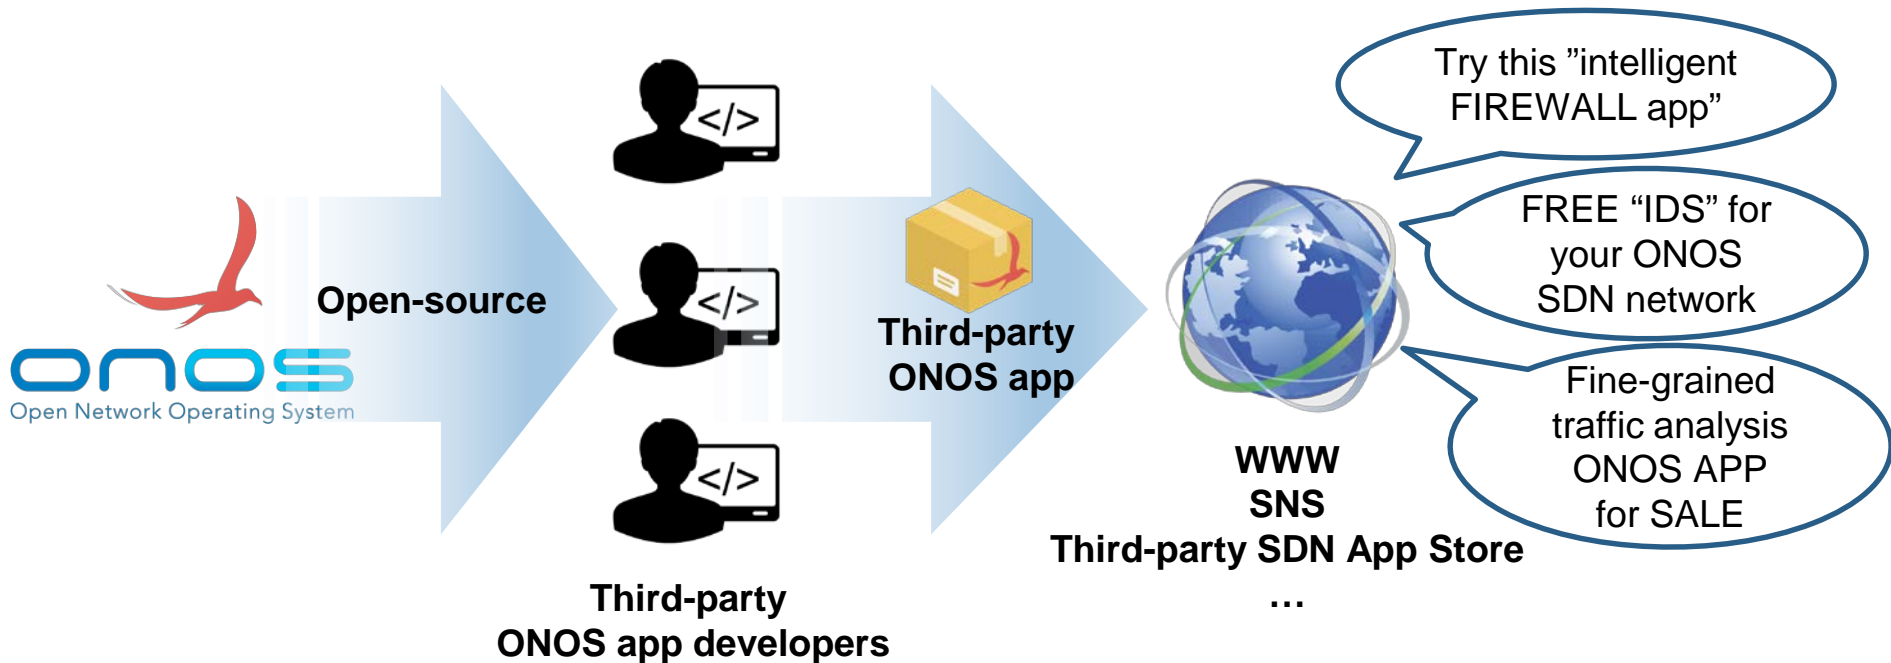 onos
Open Network Operating System
Open-source
</>
</>
</>
Third-party
ONOS app developers
Third-party
ONOS app
WWW
SNS
Third-party SDN App Store
…
Try this ”intelligent
FIREWALL app”
FREE “IDS” for
your ONOS
SDN network
Fine-grained
traffic analysis
ONOS APP
for SALE